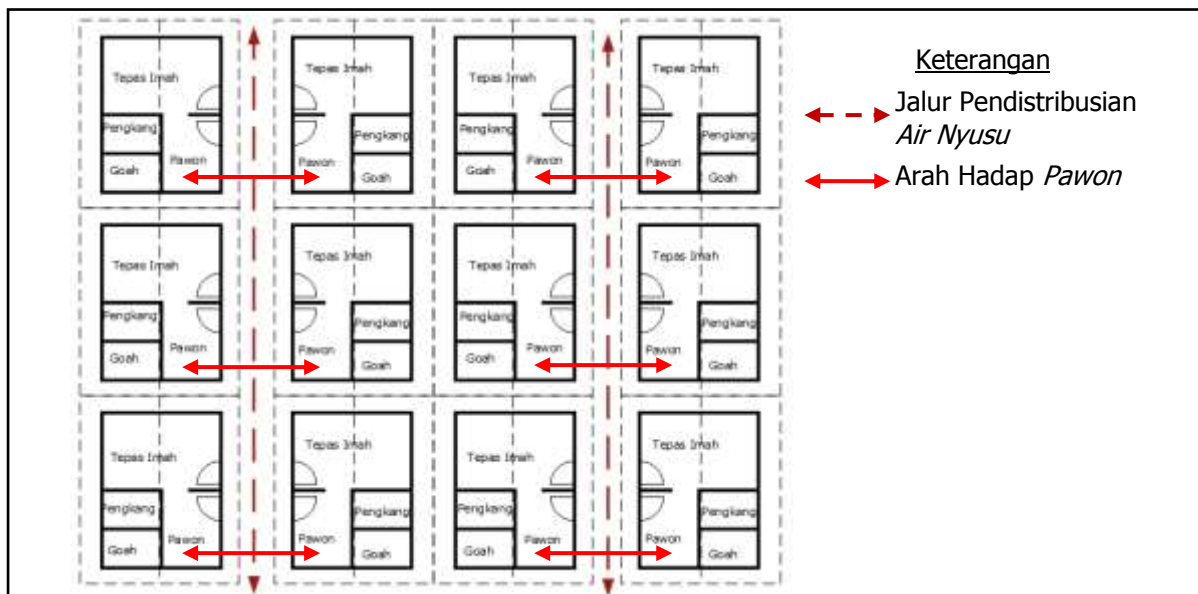 Keterangan
Jalur Pendistribusian
Air Nyusu
Arah Hadap Pawon
Tepas Imah
Pengkang
Goah
Pawon
Tepas Imah
Pengkang
Pawon
Goah
Tepas Imah
Pengkang
Goah
Pawon
Tepas Imah
Pengkang
Pawon
Goah
Tepas Imah
Pengkang
Goah
Pawon
Tepas Imah
Pengkang
Pawon
Goah
Tepas Imah
Pengkang
Goah
Pawon
Tepas Imah
Pengkang
Pawon
Goah
Tepas Imah
Pengkang
Goah
Pawon
Tepas Imah
Pengkang
Pawon
Goah
Tepas Imah
Pengkang
Goah
Pawon
Tepas Imah
Pengkang
Pawon
Goah